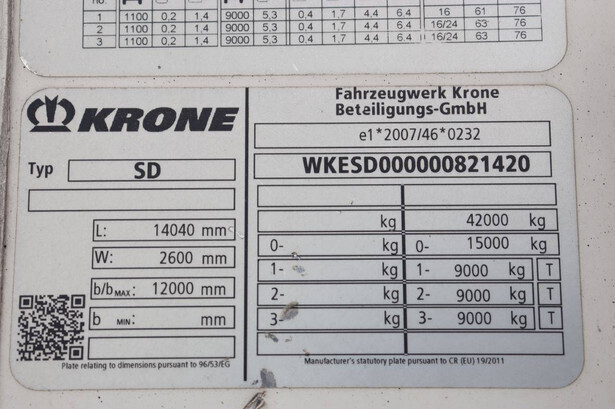 no.
1 1100 0,2 1,4 9000 5,3 0,4 1,7 4,4 6,4 16 61 76
2 1100 0,2 1,4 9000 5,3 0,4 1,7 4,4 6,4 16/24 63 76
3 1100 0,2 1,4 9000 5,3 0,4 1,7 4,4 6,4 16/24 63 76
KRONE
Fahrzeugwerk Krone
Beteiligungs-GmbH
e1*2007/46*0232
Typ SD
WKESD000000821420
kg 42000 kg
L: 14040 mm
0- kg 0- 15000 kg
W: 2600 mm
1- kg 1- 9000 kg T
b/bMAX: 12000 mm
2- kg 2- 9000 kg T
b MIN: mm
3- kg 3- 9000 kg T
Plate relating to dimensions pursuant to 96/53/EG
Manufacturer's statutory plate pursuant to CR (EU) 19/2011